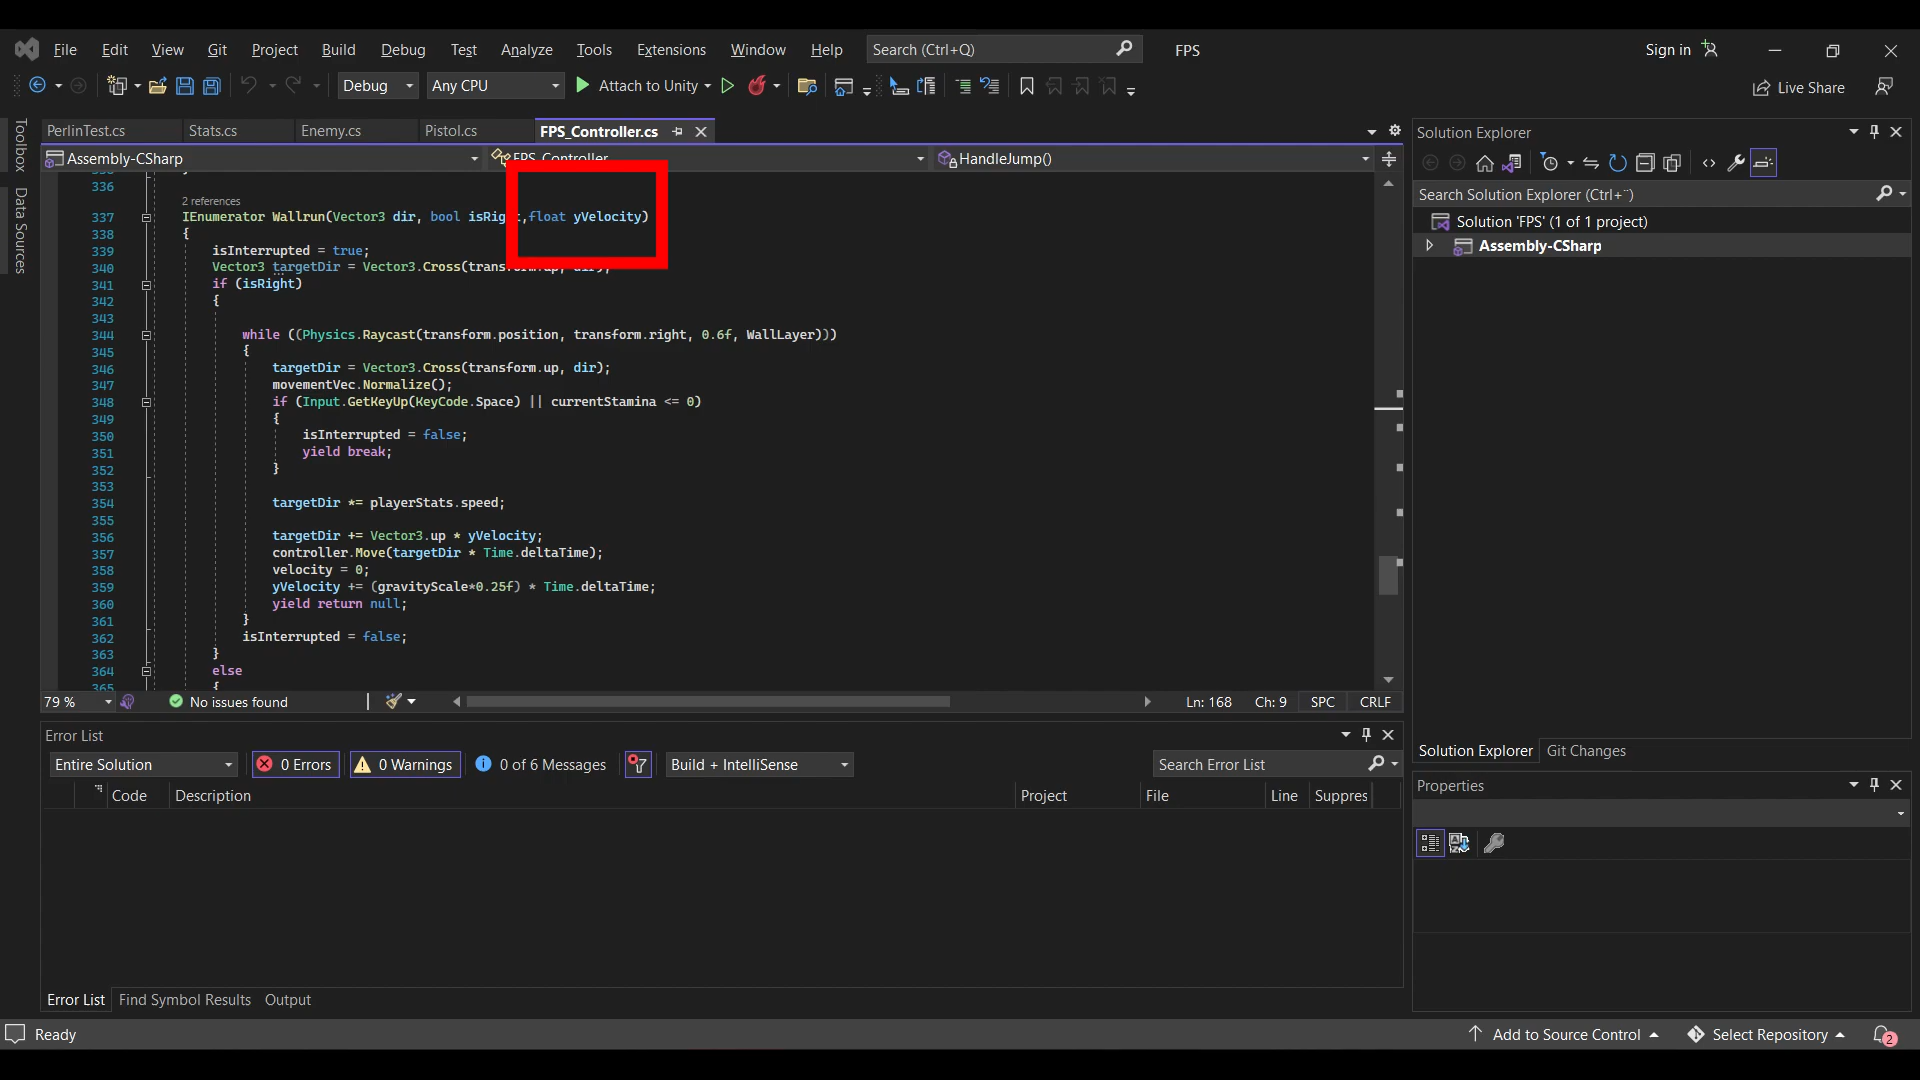 File Edit View Git Project Build Debug Test Analyze Tools Extensions Window Help Search (Ctrl+Q) FPS Sign in
Debug Any CPU Attach to Unity Live Share
Toolbox
Data Sources
PerlinTest.cs Stats.cs Enemy.cs Pistol.cs FPS_Controller.cs
Assembly-CSharp FPS_Controller HandleJump()
336
2 references
337 IEnumerator Wallrun(Vector3 dir, bool isRight,float yVelocity)
338 {
339 isInterrupted = true;
340 Vector3 targetDir = Vector3.Cross(transform.up, dir);
341 if (isRight)
342 {
343
344 while ((Physics.Raycast(transform.position, transform.right, 0.6f, WallLayer)))
345 {
346 targetDir = Vector3.Cross(transform.up, dir);
347 movementVec.Normalize();
348 if (Input.GetKeyUp(KeyCode.Space) || currentStamina <= 0)
349 {
350 isInterrupted = false;
351 yield break;
352 }
353
354 targetDir *= playerStats.speed;
355
356 targetDir += Vector3.up * yVelocity;
357 controller.Move(targetDir * Time.deltaTime);
358 velocity = 0;
359 yVelocity += (gravityScale*0.25f) * Time.deltaTime;
360 yield return null;
361 }
362 isInterrupted = false;
363 }
364 else
365 {
79 % No issues found Ln: 168 Ch: 9 SPC CRLF
Error List
Entire Solution 0 Errors 0 Warnings 0 of 6 Messages Build + IntelliSense Search Error List
Code Description Project File Line Suppres
Error List Find Symbol Results Output
Solution Explorer
Search Solution Explorer (Ctrl+¨)
Solution 'FPS' (1 of 1 project)
Assembly-CSharp
Solution Explorer Git Changes
Properties
Ready Add to Source Control Select Repository 2